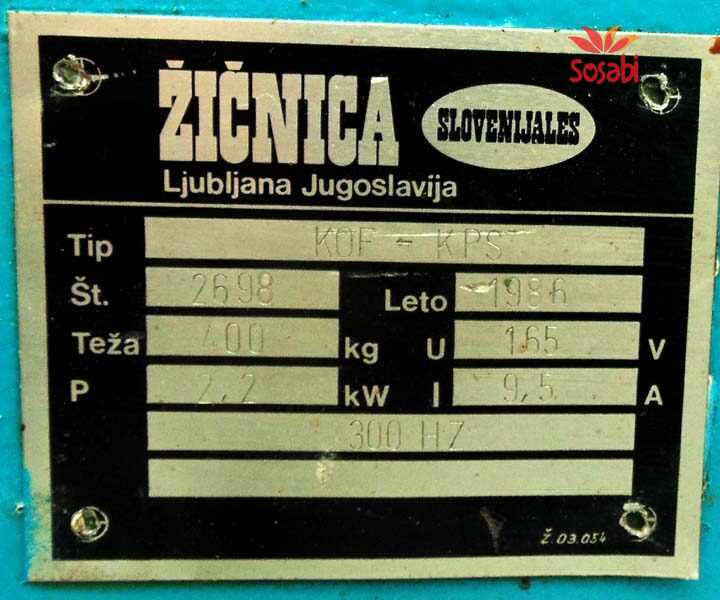 Sosabi
ŽIČNICA SLOVENIJALES
Ljubljana Jugoslavija
Tip KOF - KPS
Št. 2698 Leto 1986
Teža 400 kg U 165 V
P 2,2 kW I 9,5 A
300 HZ
Ž.03.054